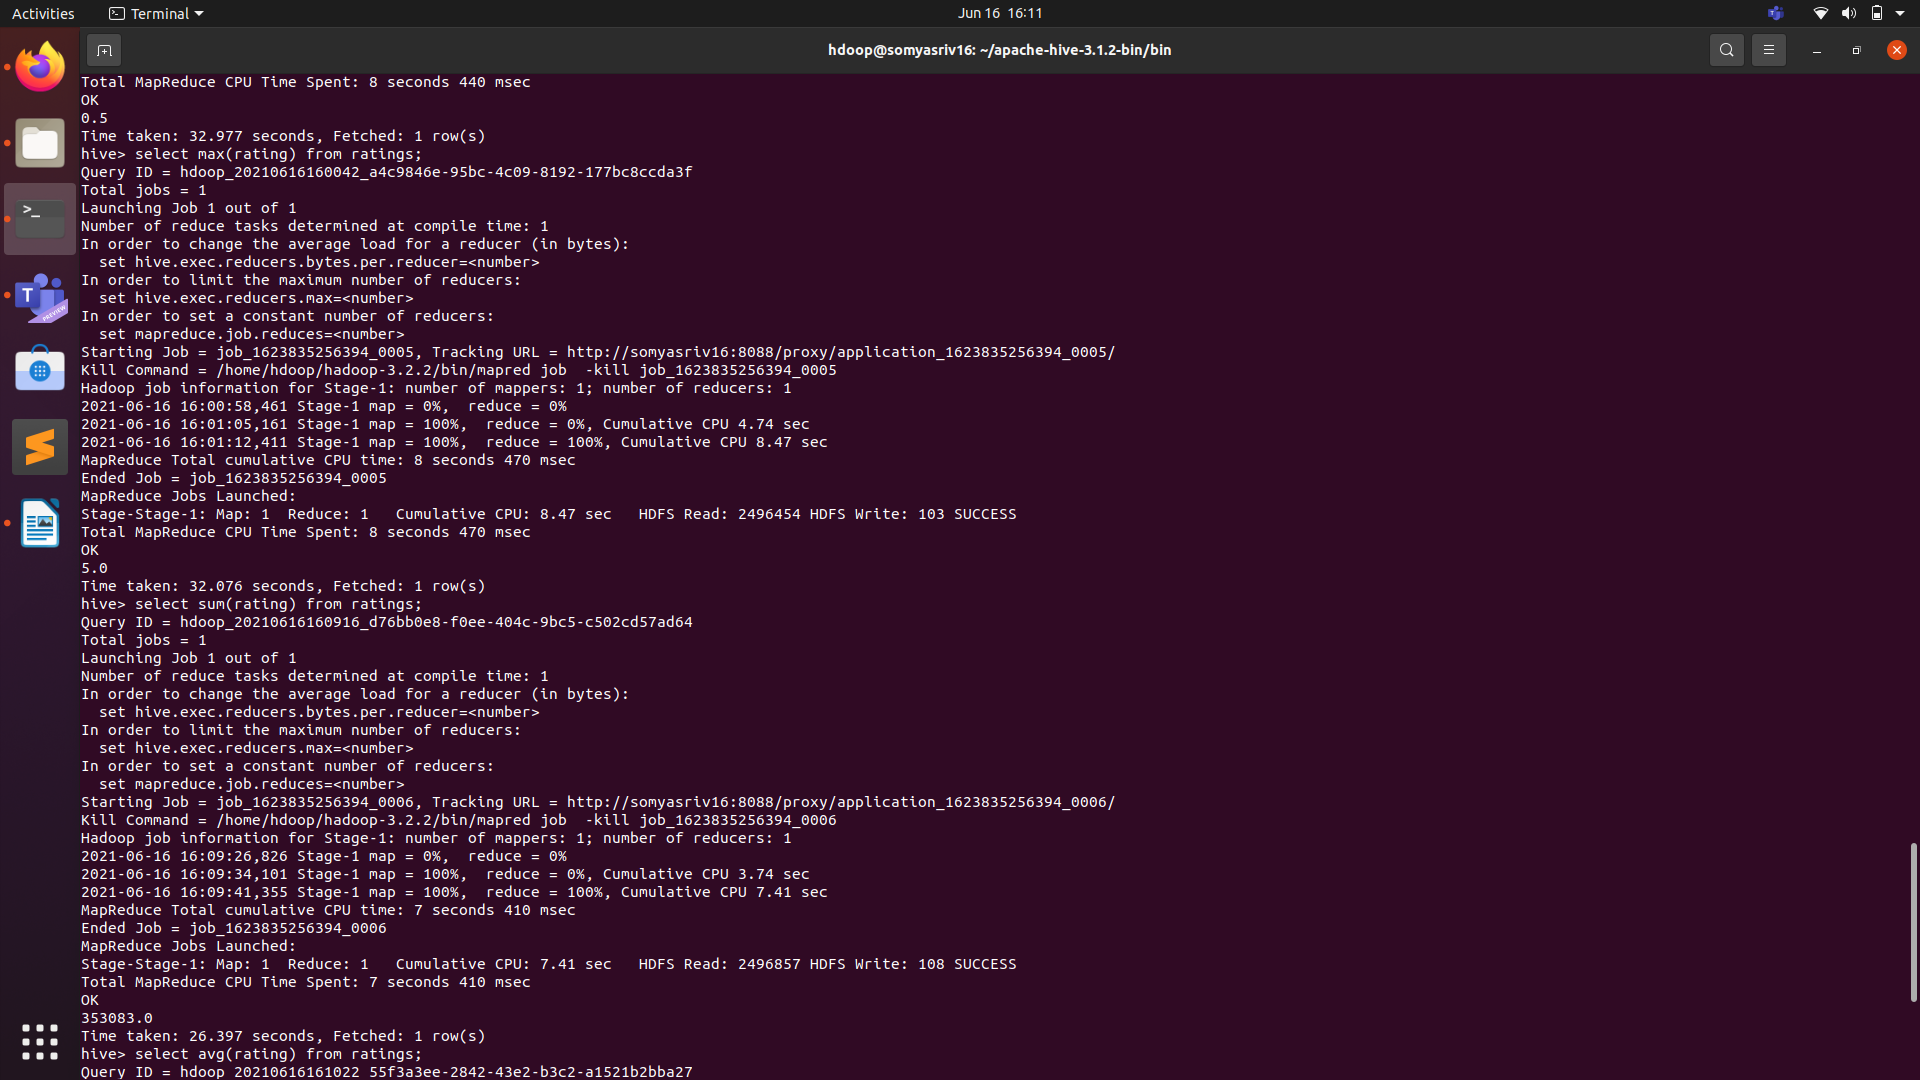 Activities
Terminal
Jun 16 16:11
hdoop@somyasriv16: ~/apache-hive-3.1.2-bin/bin
Total MapReduce CPU Time Spent: 8 seconds 440 msec
OK
0.5
Time taken: 32.977 seconds, Fetched: 1 row(s)
hive> select max(rating) from ratings;
Query ID = hdoop_20210616160042_a4c9846e-95bc-4c09-8192-177bc8ccda3f
Total jobs = 1
Launching Job 1 out of 1
Number of reduce tasks determined at compile time: 1
In order to change the average load for a reducer (in bytes):
  set hive.exec.reducers.bytes.per.reducer=<number>
In order to limit the maximum number of reducers:
  set hive.exec.reducers.max=<number>
In order to set a constant number of reducers:
  set mapreduce.job.reduces=<number>
Starting Job = job_1623835256394_0005, Tracking URL = http://somyasriv16:8088/proxy/application_1623835256394_0005/
Kill Command = /home/hdoop/hadoop-3.2.2/bin/mapred job  -kill job_1623835256394_0005
Hadoop job information for Stage-1: number of mappers: 1; number of reducers: 1
2021-06-16 16:00:58,461 Stage-1 map = 0%,  reduce = 0%
2021-06-16 16:01:05,161 Stage-1 map = 100%,  reduce = 0%, Cumulative CPU 4.74 sec
2021-06-16 16:01:12,411 Stage-1 map = 100%,  reduce = 100%, Cumulative CPU 8.47 sec
MapReduce Total cumulative CPU time: 8 seconds 470 msec
Ended Job = job_1623835256394_0005
MapReduce Jobs Launched:
Stage-Stage-1: Map: 1  Reduce: 1   Cumulative CPU: 8.47 sec   HDFS Read: 2496454 HDFS Write: 103 SUCCESS
Total MapReduce CPU Time Spent: 8 seconds 470 msec
OK
5.0
Time taken: 32.076 seconds, Fetched: 1 row(s)
hive> select sum(rating) from ratings;
Query ID = hdoop_20210616160916_d76bb0e8-f0ee-404c-9bc5-c502cd57ad64
Total jobs = 1
Launching Job 1 out of 1
Number of reduce tasks determined at compile time: 1
In order to change the average load for a reducer (in bytes):
  set hive.exec.reducers.bytes.per.reducer=<number>
In order to limit the maximum number of reducers:
  set hive.exec.reducers.max=<number>
In order to set a constant number of reducers:
  set mapreduce.job.reduces=<number>
Starting Job = job_1623835256394_0006, Tracking URL = http://somyasriv16:8088/proxy/application_1623835256394_0006/
Kill Command = /home/hdoop/hadoop-3.2.2/bin/mapred job  -kill job_1623835256394_0006
Hadoop job information for Stage-1: number of mappers: 1; number of reducers: 1
2021-06-16 16:09:26,826 Stage-1 map = 0%,  reduce = 0%
2021-06-16 16:09:34,101 Stage-1 map = 100%,  reduce = 0%, Cumulative CPU 3.74 sec
2021-06-16 16:09:41,355 Stage-1 map = 100%,  reduce = 100%, Cumulative CPU 7.41 sec
MapReduce Total cumulative CPU time: 7 seconds 410 msec
Ended Job = job_1623835256394_0006
MapReduce Jobs Launched:
Stage-Stage-1: Map: 1  Reduce: 1   Cumulative CPU: 7.41 sec   HDFS Read: 2496857 HDFS Write: 108 SUCCESS
Total MapReduce CPU Time Spent: 7 seconds 410 msec
OK
353083.0
Time taken: 26.397 seconds, Fetched: 1 row(s)
hive> select avg(rating) from ratings;
Query ID = hdoop_20210616161022_55f3a3ee-2842-43e2-b3c2-a1521b2bba27
>_
T
PREVIEW